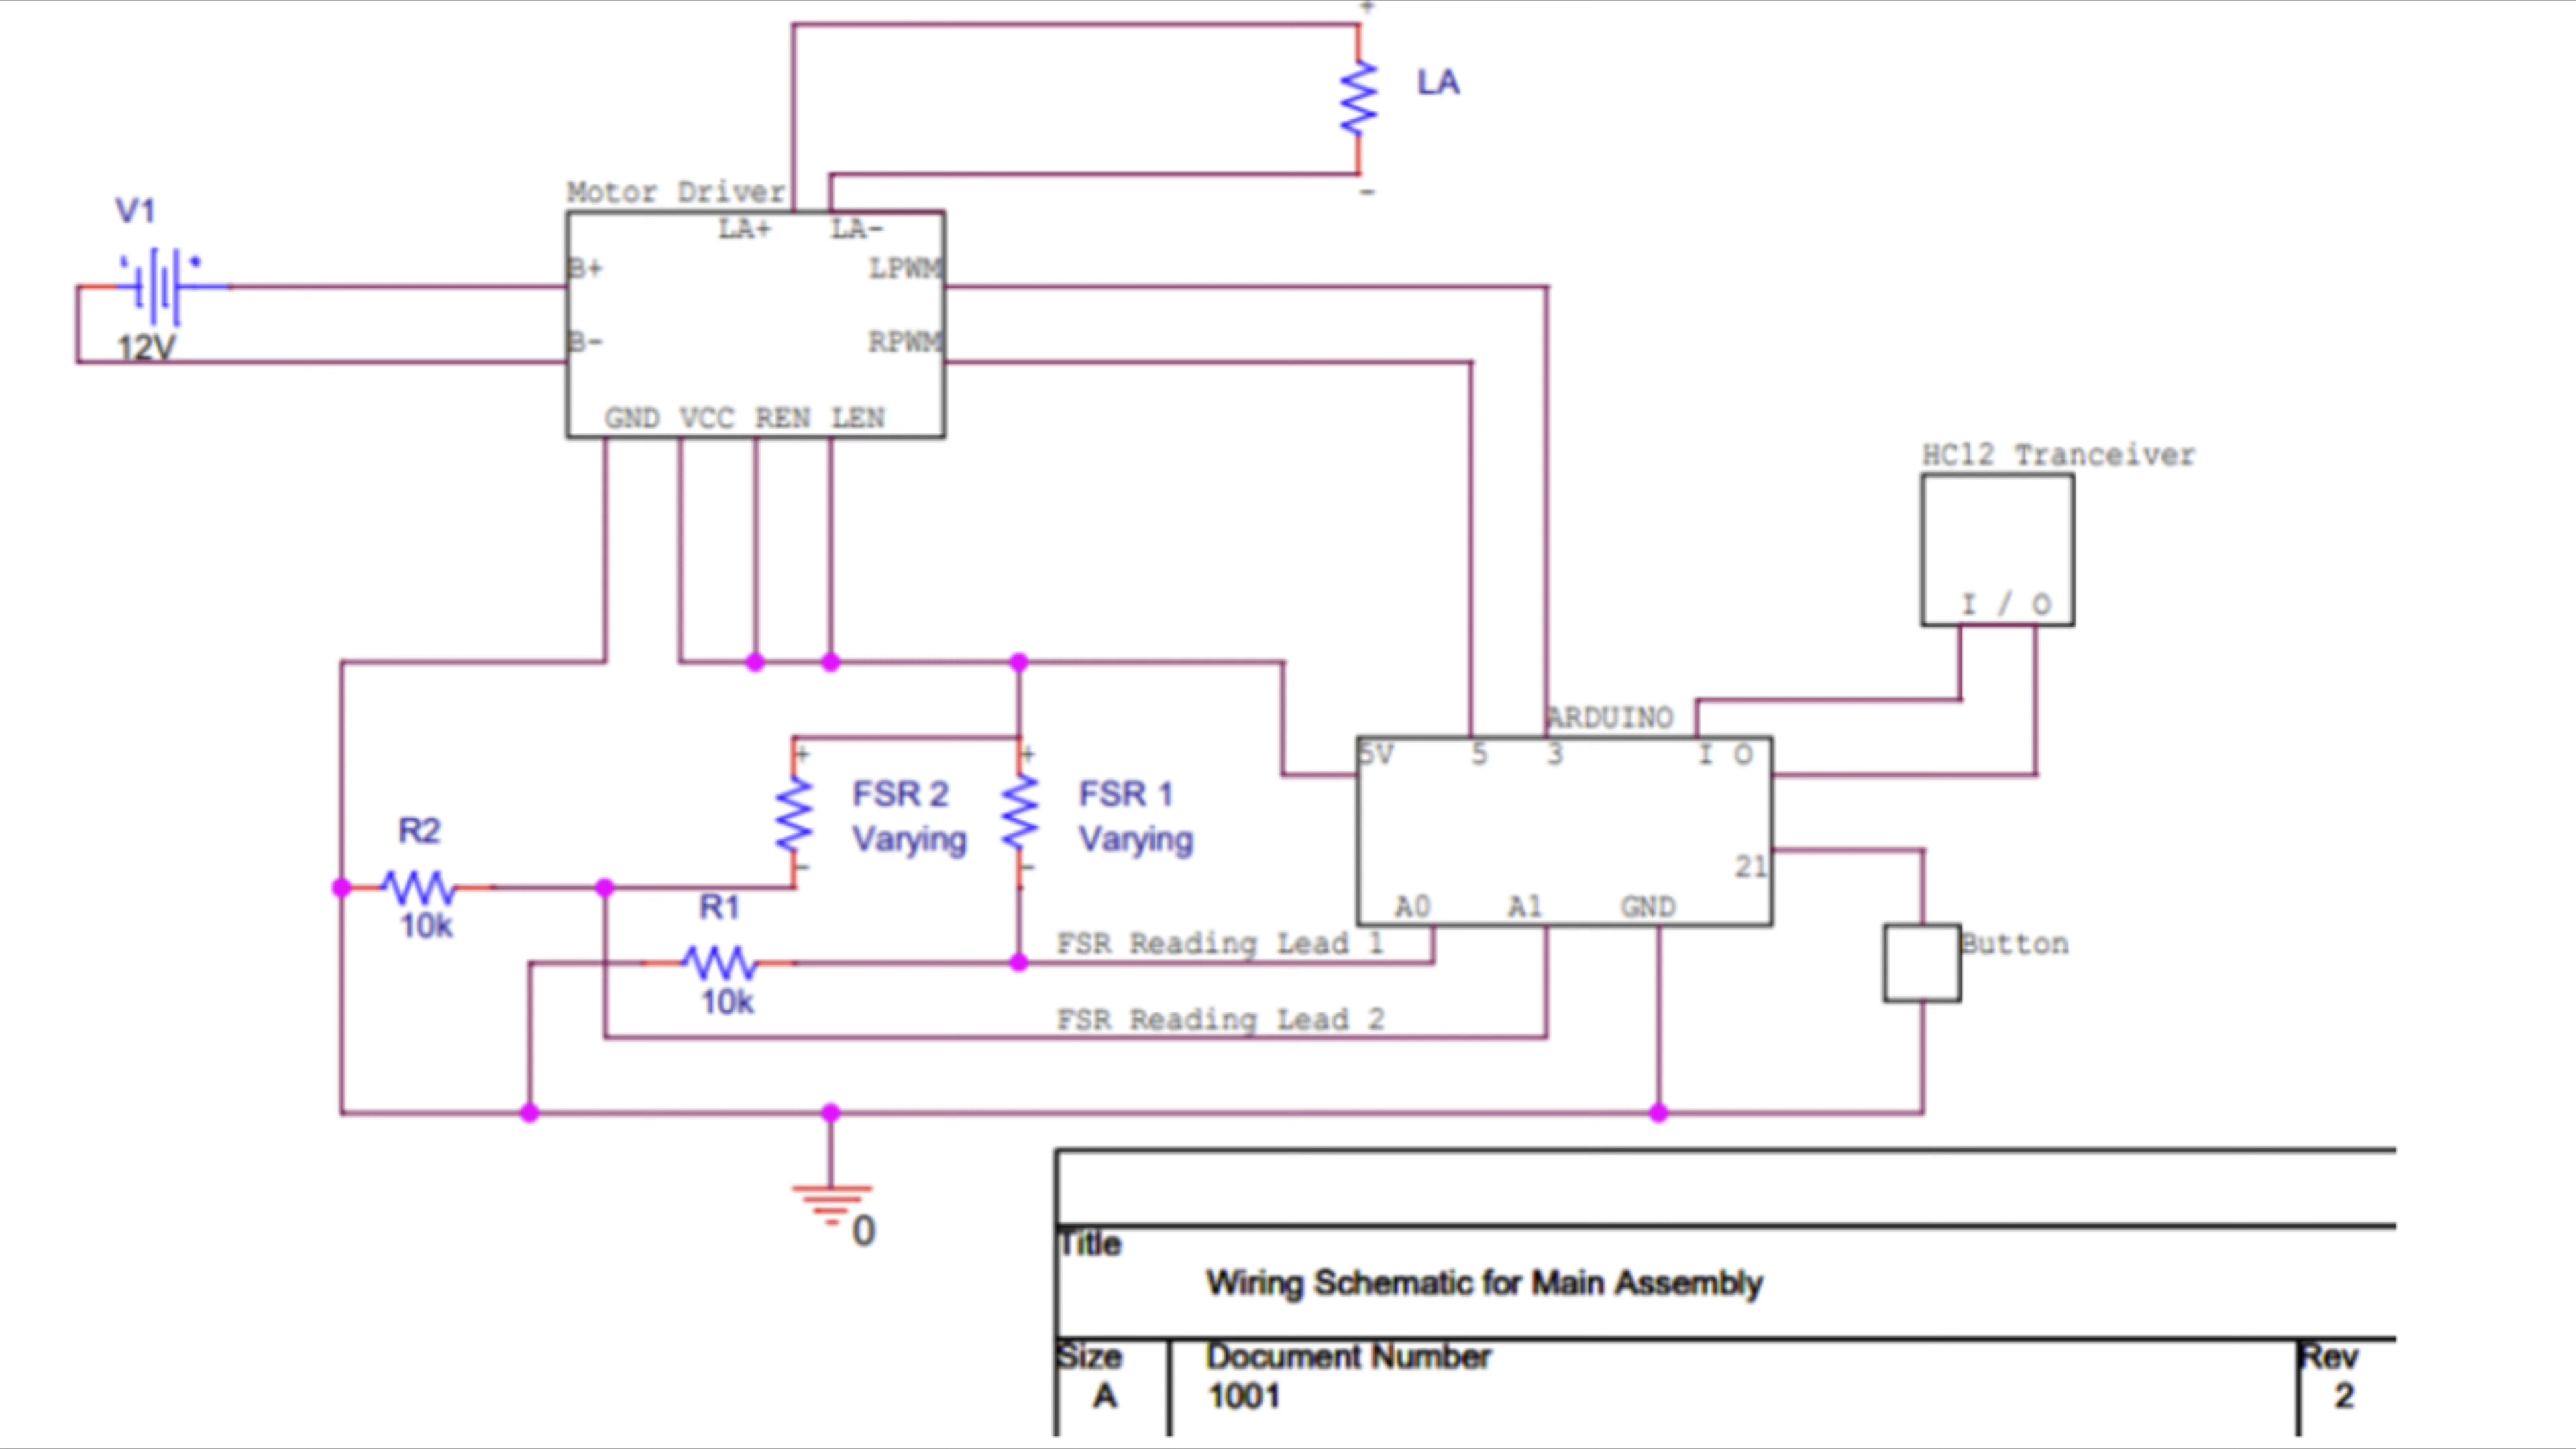 +
LA
-
Motor Driver
V1
LA+ LA-
B+ LPWM
12V
B- RPWM
GND VCC REN LEN
HC12 Tranceiver
I / O
ARDUINO
5V 5 3 I O
+ +
FSR 2
Varying
FSR 1
Varying
- -
R2
10k
21
A0 A1 GND
R1
10k
FSR Reading Lead 1
Button
FSR Reading Lead 2
0
Title
Wiring Schematic for Main Assembly
Size
A
Document Number
1001
Rev
2